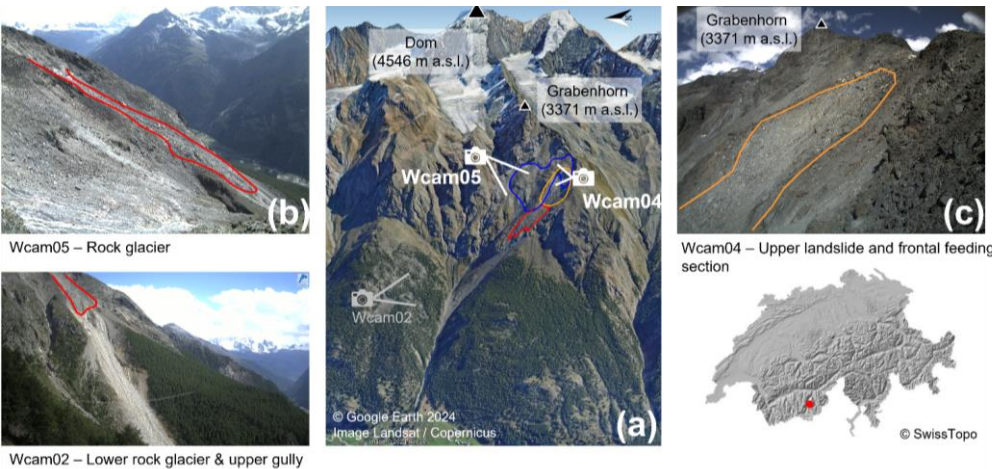 (b)
Wcam05 – Rock glacier
Wcam02 – Lower rock glacier & upper gully
Dom
(4546 m a.s.l.)
Grabenhorn
(3371 m a.s.l.)
Wcam05
Wcam04
Wcam02
© Google Earth 2024
Image Landsat / Copernicus
(a)
Grabenhorn
(3371 m a.s.l.)
(c)
Wcam04 – Upper landslide and frontal feeding
section
© SwissTopo